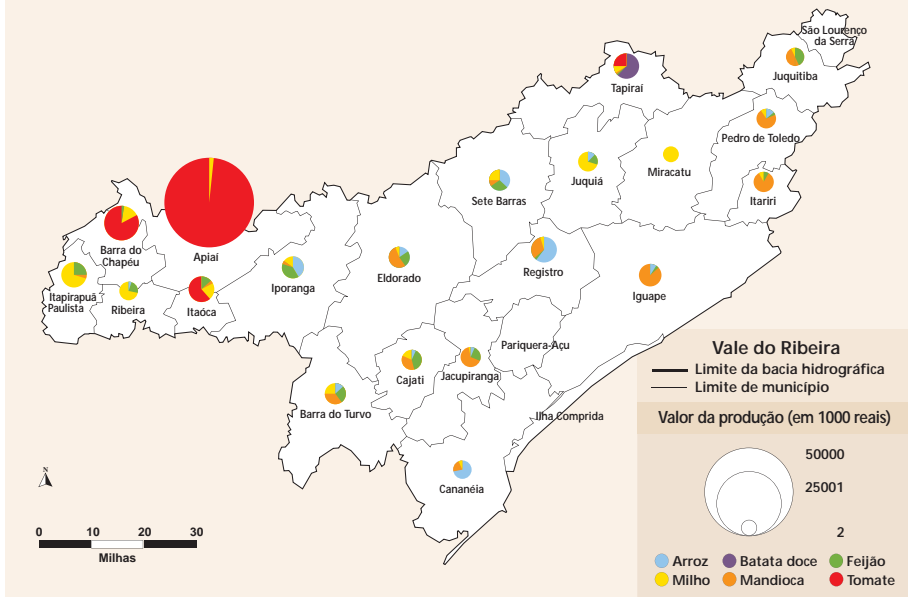 São Lourenço
da Serra
Juquitiba
Tapiraí
Pedro de Toledo
Juquiá
Miracatu
Itariri
Sete Barras
Barra do
Chapéu
Apiaí
Registro
Eldorado
Iporanga
Iguape
Itapirapuã
Paulista
Ribeira
Itaóca
Pariquera-Açu
Cajati
Jacupiranga
Barra do Turvo
Ilha Comprida
Cananéia
N
0 10 20 30
Milhas
Vale do Ribeira
Limite da bacia hidrográfica
Limite de município
Valor da produção (em 1000 reais)
50000
25001
2
Arroz Batata doce Feijão
Milho Mandioca Tomate